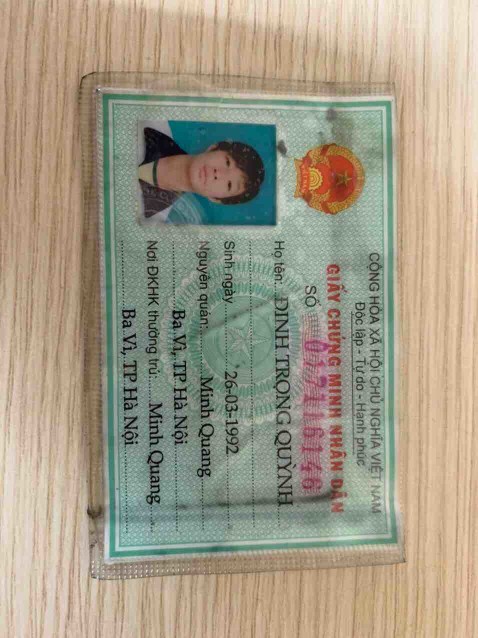 CỘNG HÒA XÃ HỘI CHỦ NGHĨA VIỆT NAM
Độc lập - Tự do - Hạnh phúc
GIẤY CHỨNG MINH NHÂN DÂN
SỐ
Họ tên: ĐINH TRỌNG QUỲNH
Sinh ngày 26-03-1992
Nguyên quán: Minh Quang
Ba Vì, TP Hà Nội
Nơi ĐKHK thường trú: Minh Quang
Ba Vì, TP Hà Nội